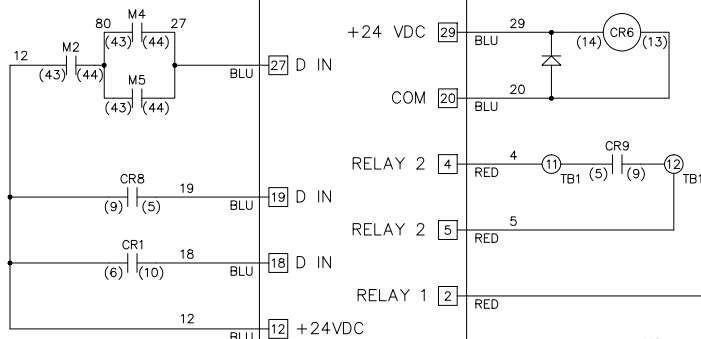 M4
80 27
(43) (44)
M2
12
(43) (44)
M5
(43) (44)
BLU 27 D IN
CR8
19
(9) (5)
BLU 19 D IN
CR1
18
(6) (10)
BLU 18 D IN
12
BLU 12 +24VDC
+24 VDC 29 BLU 29
(14) CR6 (13)
COM 20 BLU 20
RELAY 2 4 RED 4
11 TB1
CR9
(5) (9)
12 TB1
RELAY 2 5 RED 5
RELAY 1 2 RED